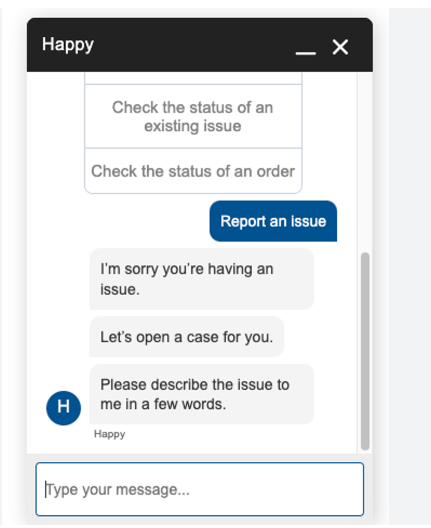 Happy
Check the status of an
existing issue
Check the status of an order
Report an issue
I'm sorry you're having an
issue.
Let's open a case for you.
Please describe the issue to
me in a few words.
H
Happy
Type your message...